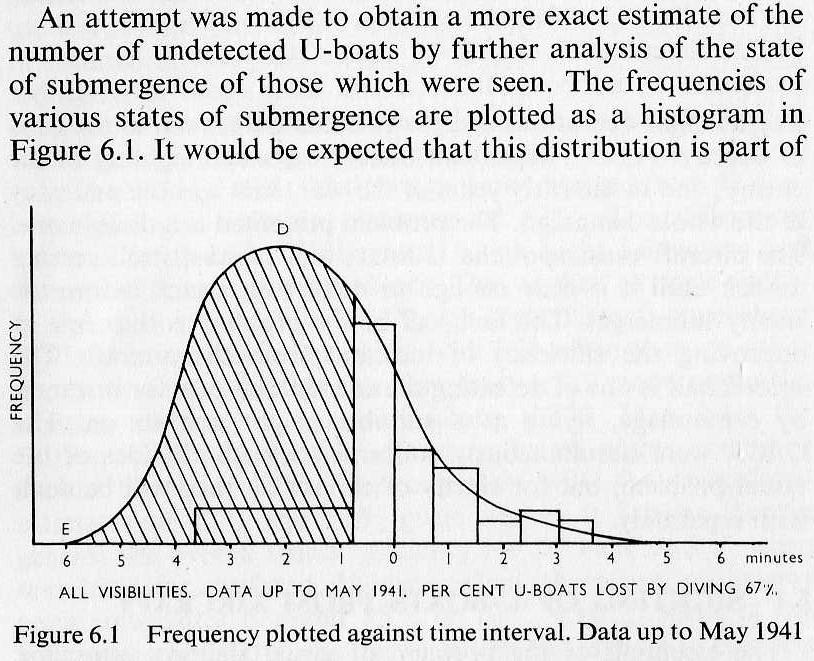 An attempt was made to obtain a more exact estimate of the
number of undetected U-boats by further analysis of the state
of submergence of those which were seen. The frequencies of
various states of submergence are plotted as a histogram in
Figure 6.1. It would be expected that this distribution is part of
D
FREQUENCY
E
6 5 4 3 2 1 0 1 2 3 4 5 6 minutes
ALL VISIBILITIES. DATA UP TO MAY 1941. PER CENT U-BOATS LOST BY DIVING 67%.
Figure 6.1 Frequency plotted against time interval. Data up to May 1941